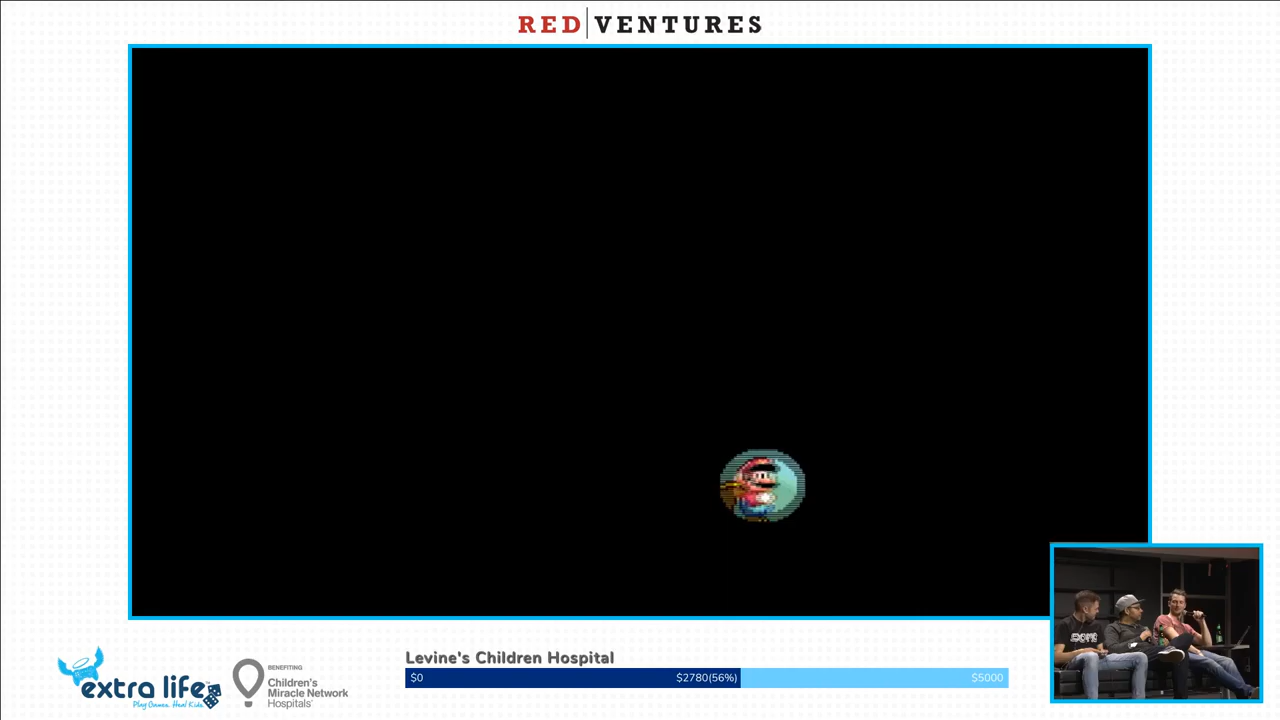 RED VENTURES
Levine's Children Hospital
$0 $2780(56%) $5000
extra life
Play Games. Heal Kids.
BENEFITING
Children's
Miracle Network
Hospitals